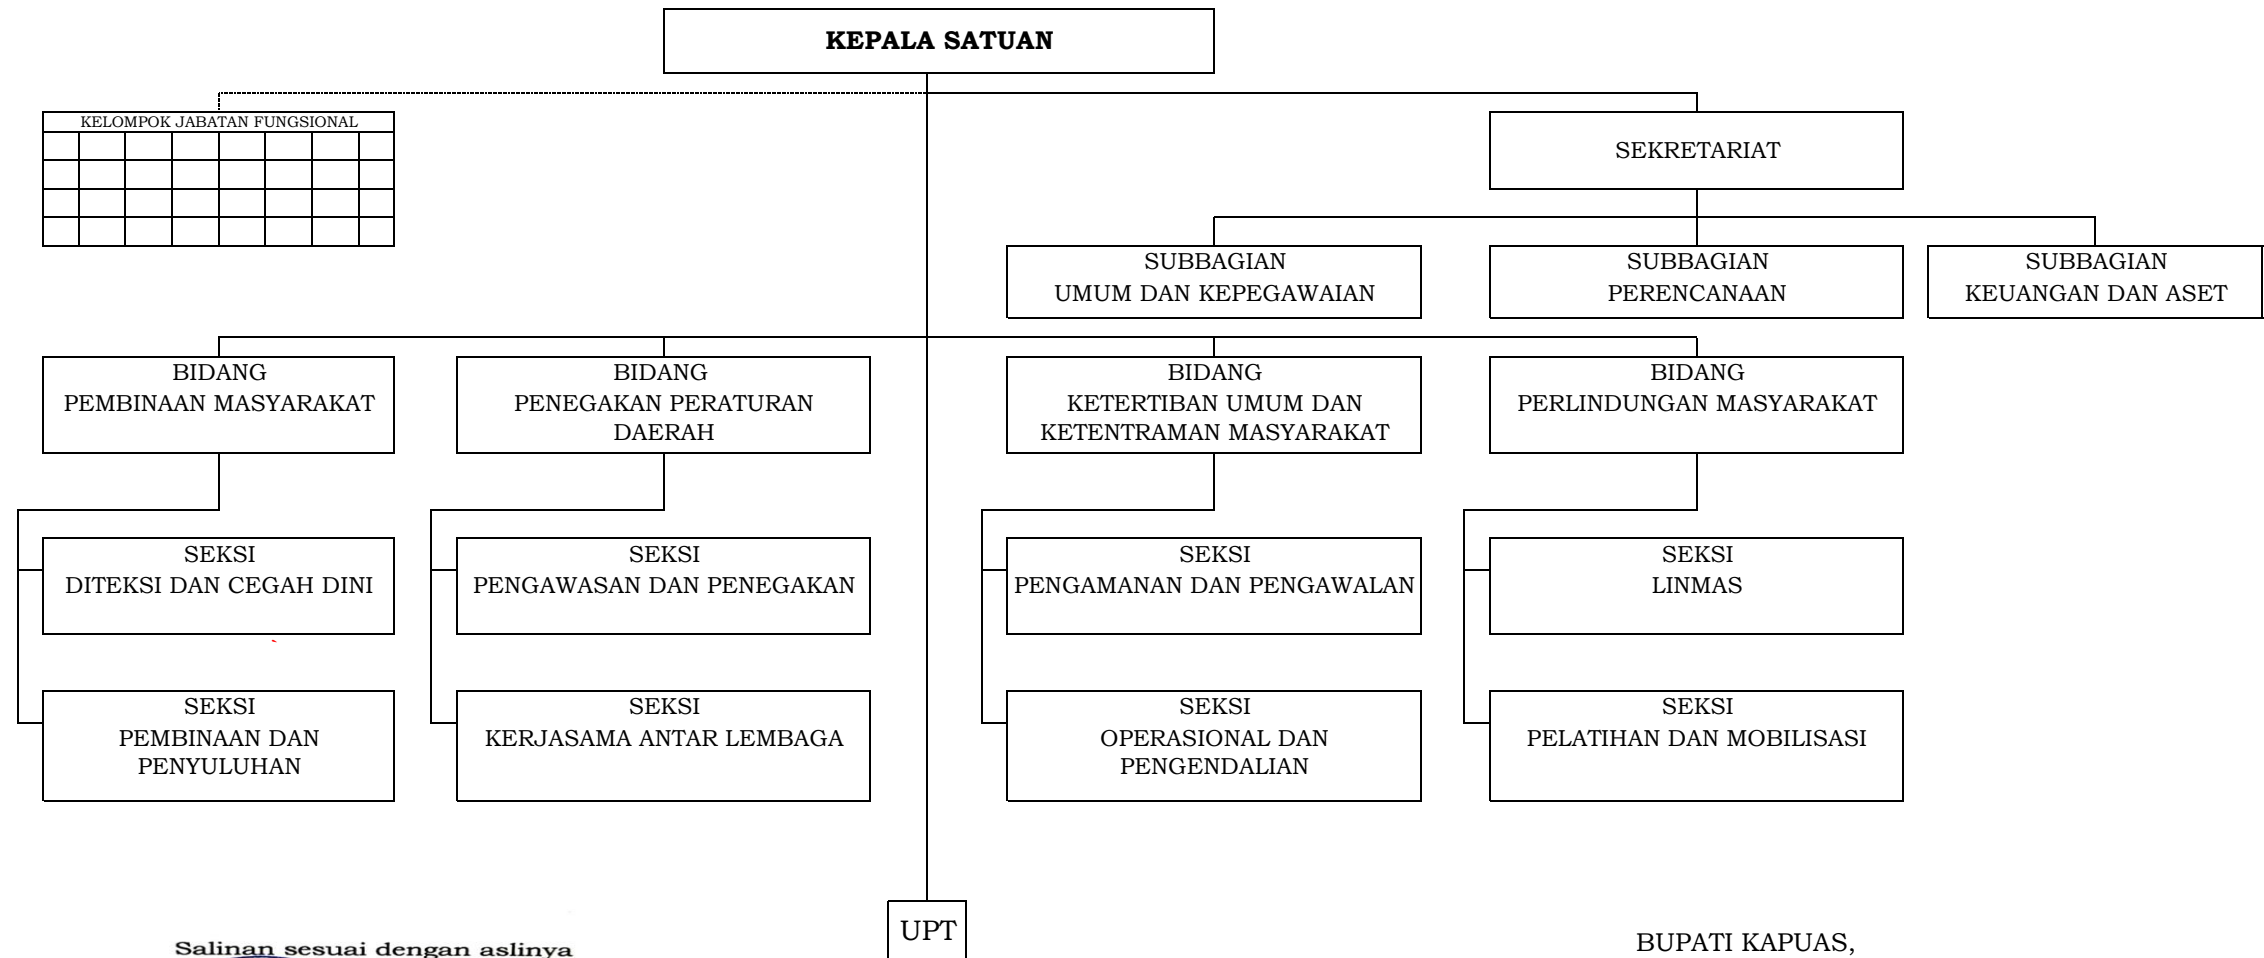 KEPALA SATUAN
KELOMPOK JABATAN FUNGSIONAL
SEKRETARIAT
SUBBAGIAN
UMUM DAN KEPEGAWAIAN
SUBBAGIAN
PERENCANAAN
SUBBAGIAN
KEUANGAN DAN ASET
BIDANG
PEMBINAAN MASYARAKAT
BIDANG
PENEGAKAN PERATURAN
DAERAH
BIDANG
KETERTIBAN UMUM DAN
KETENTRAMAN MASYARAKAT
BIDANG
PERLINDUNGAN MASYARAKAT
SEKSI
DITEKSI DAN CEGAH DINI
SEKSI
PENGAWASAN DAN PENEGAKAN
SEKSI
PENGAMANAN DAN PENGAWALAN
SEKSI
LINMAS
SEKSI
PEMBINAAN DAN
PENYULUHAN
SEKSI
KERJASAMA ANTAR LEMBAGA
SEKSI
OPERASIONAL DAN
PENGENDALIAN
SEKSI
PELATIHAN DAN MOBILISASI
UPT
Salinan sesuai dengan aslinya
BUPATI KAPUAS,